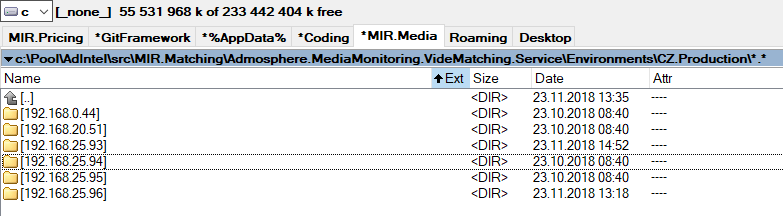 c [_none_] 55 531 968 k of 233 442 404 k free
MIR.Pricing *GitFramework *%AppData% *Coding *MIR.Media Roaming Desktop
c:\Pool\AdIntel\src\MIR.Matching\Admosphere.MediaMonitoring.VideMatching.Service\Environments\CZ.Production\*.*
Name Ext Size Date Attr
[..] <DIR> 23.11.2018 13:35 ----
[192.168.0.44] <DIR> 23.10.2018 08:40 ----
[192.168.20.51] <DIR> 23.10.2018 08:40 ----
[192.168.25.93] <DIR> 23.11.2018 14:52 ----
[192.168.25.94] <DIR> 23.10.2018 08:40 ----
[192.168.25.95] <DIR> 23.10.2018 08:40 ----
[192.168.25.96] <DIR> 23.11.2018 13:18 ----